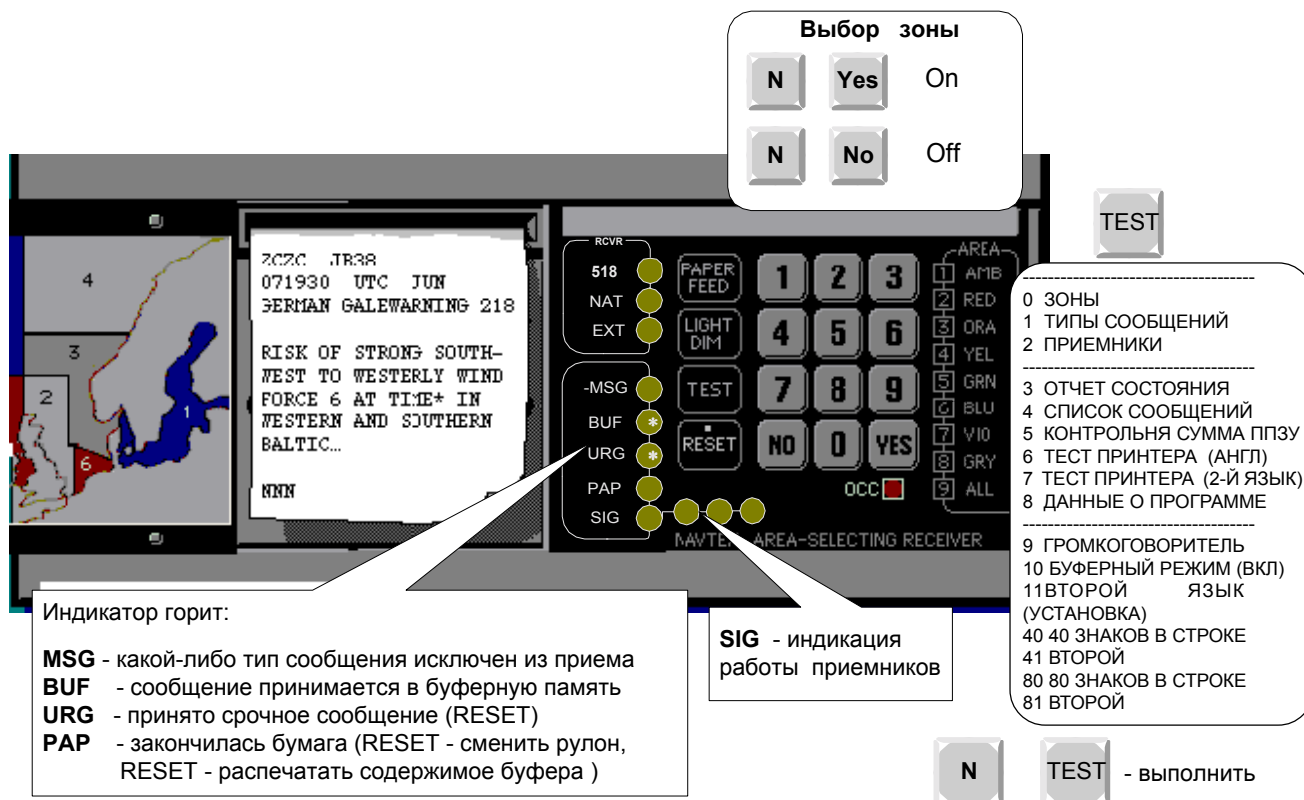 Выбор зоны
N Yes On
N No Off
TEST
4
3
2
1
6
ZCZC JB38
071930 UTC JUN
GERMAN GALEWARNING 218
RISK OF STRONG SOUTH-
WEST TO WESTERLY WIND
FORCE 6 AT TIME* IN
WESTERN AND SOUTHERN
BALTIC...
NNN
RCVR
518
NAT
EXT
-MSG
BUF *
URG *
PAP
SIG
PAPER FEED
LIGHT DIM
TEST
RESET
1 2 3
4 5 6
7 8 9
NO 0 YES
OCC
AREA
1 AMB
2 RED
3 ORA
4 YEL
5 GRN
6 BLU
7 VIO
8 GRY
9 ALL
NAVTEX AREA-SELECTING RECEIVER
----------------------------------------
0 ЗОНЫ
1 ТИПЫ СООБЩЕНИЙ
2 ПРИЕМНИКИ
----------------------------------------
3 ОТЧЕТ СОСТОЯНИЯ
4 СПИСОК СООБЩЕНИЙ
5 КОНТРОЛЬНЯ СУММА ППЗУ
6 ТЕСТ ПРИНТЕРА (АНГЛ)
7 ТЕСТ ПРИНТЕРА (2-Й ЯЗЫК)
8 ДАННЫЕ О ПРОГРАММЕ
----------------------------------------
9 ГРОМКОГОВОРИТЕЛЬ
10 БУФЕРНЫЙ РЕЖИМ (ВКЛ)
11ВТОРОЙ ЯЗЫК
(УСТАНОВКА)
40 40 ЗНАКОВ В СТРОКЕ
41 ВТОРОЙ
80 80 ЗНАКОВ В СТРОКЕ
81 ВТОРОЙ
Индикатор горит:
MSG - какой-либо тип сообщения исключен из приема
BUF - сообщение принимается в буферную память
URG - принято срочное сообщение (RESET)
PAP - закончилась бумага (RESET - сменить рулон,
RESET - распечатать содержимое буфера )
SIG - индикация
работы приемников
N TEST - выполнить